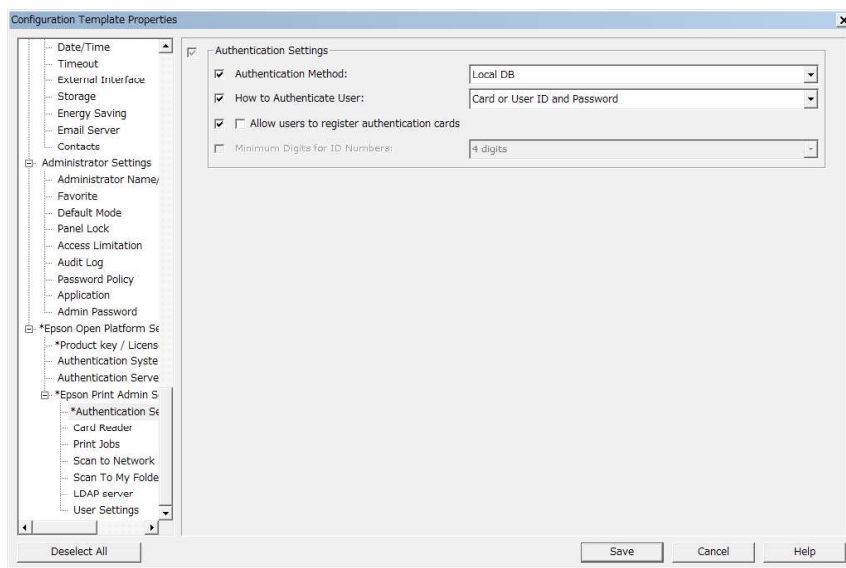 Configuration Template Properties
Date/Time
Timeout
External Interface
Storage
Energy Saving
Email Server
Contacts
Administrator Settings
Administrator Name/
Favorite
Default Mode
Panel Lock
Access Limitation
Audit Log
Password Policy
Application
Admin Password
*Epson Open Platform Se
*Product key / Licens
Authentication Syste
Authentication Serve
*Epson Print Admin S
*Authentication Se
Card Reader
Print Jobs
Scan to Network
Scan To My Folde
LDAP server
User Settings
Authentication Settings
Authentication Method: Local DB
How to Authenticate User: Card or User ID and Password
Allow users to register authentication cards
Minimum Digits for ID Numbers: 4 digits
Deselect All Save Cancel Help